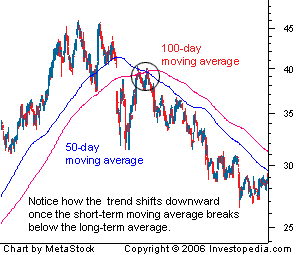 45
100-day
moving average
40
50-day
moving average
35
30
Notice how the trend shifts downward
once the short-term moving average breaks
below the long-term average.
25
Chart by MetaStock
Copyright © 2006 Investopedia.com